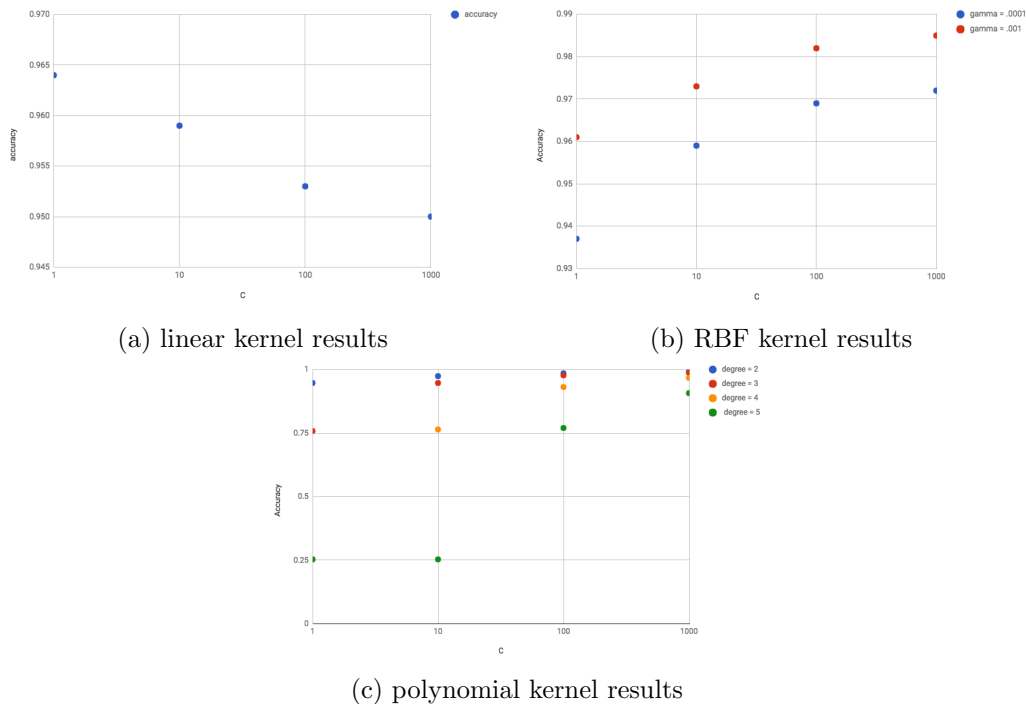 0.970
0.965
0.960
0.955
0.950
0.945
accuracy
1
10
100
1000
C
accuracy
(a) linear kernel results
0.99
0.98
0.97
0.96
0.95
0.94
0.93
Accuracy
1
10
100
1000
C
gamma = .0001
gamma = .001
(b) RBF kernel results
1
0.75
0.5
0.25
0
Accuracy
1
10
100
1000
C
degree = 2
degree = 3
degree = 4
degree = 5
(c) polynomial kernel results